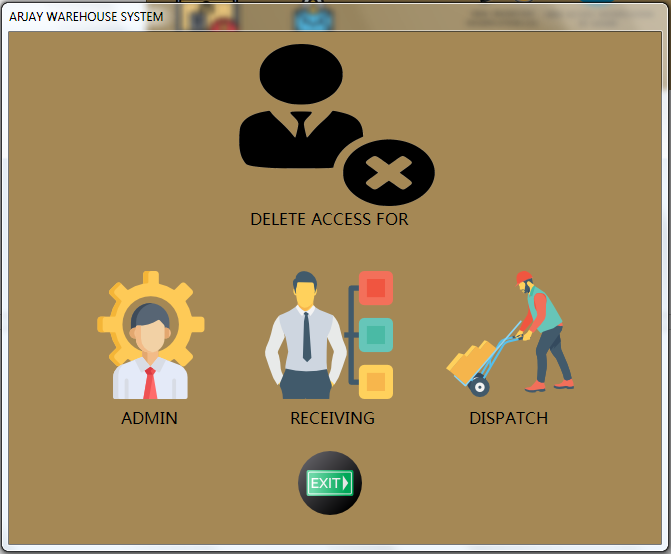 ARJAY WAREHOUSE SYSTEM
DELETE ACCESS FOR
ADMIN
RECEIVING
DISPATCH
EXIT